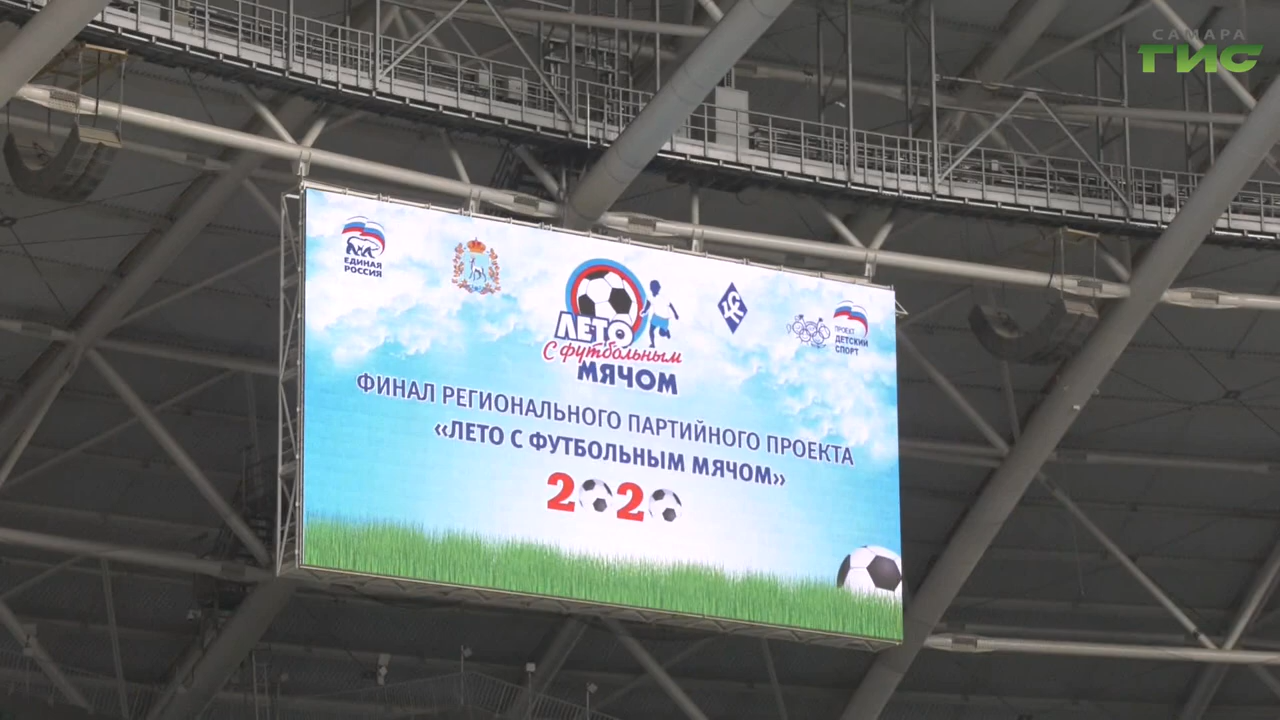 САМАРА
ГИС
ЕДИНАЯ
РОССИЯ
ЛЕТО
С футбольным
МЯЧОМ
ПРОЕКТ
ДЕТСКИЙ
СПОРТ
ФИНАЛ РЕГИОНАЛЬНОГО ПАРТИЙНОГО ПРОЕКТА
«ЛЕТО С ФУТБОЛЬНЫМ МЯЧОМ»
2020